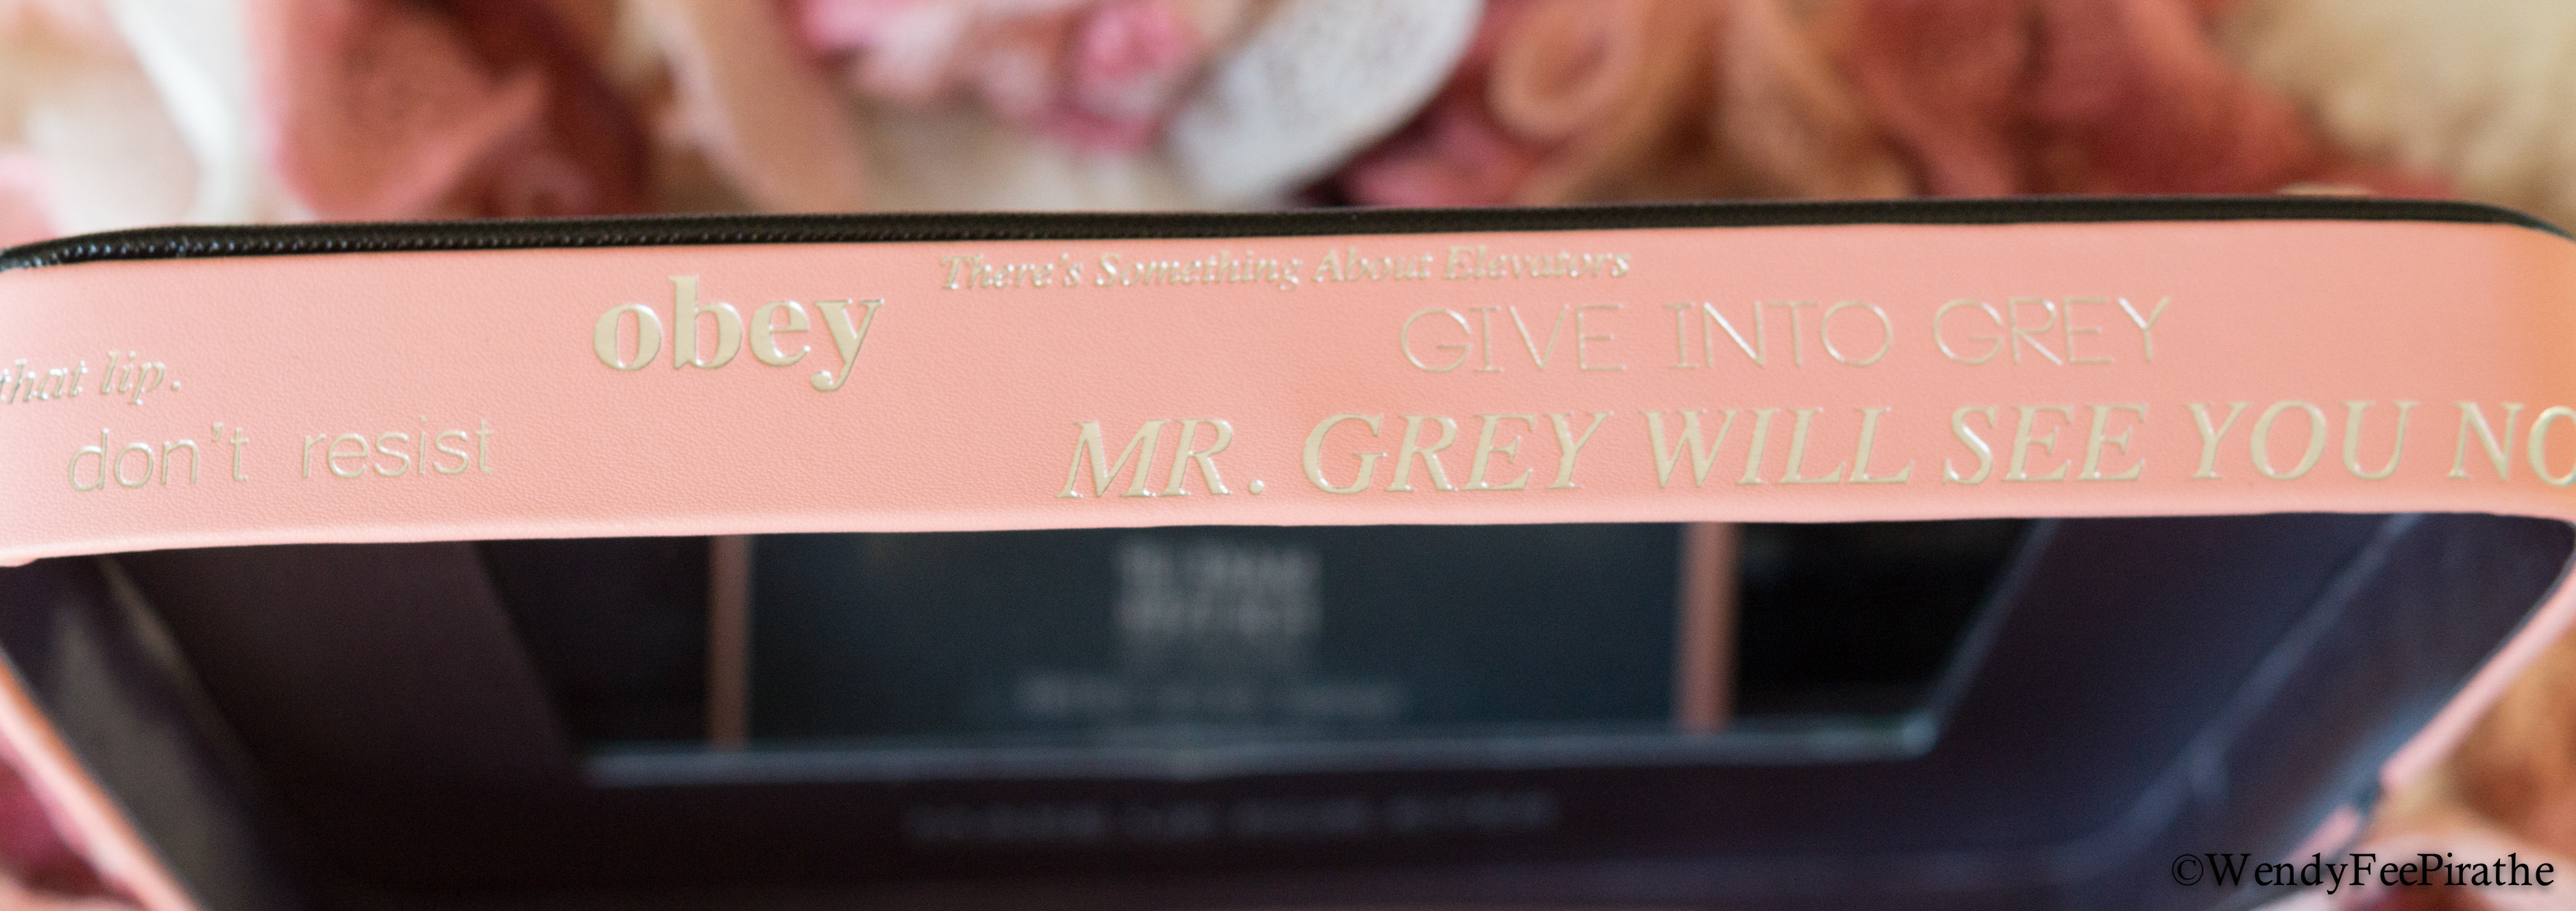 There's Something About Elevators
obey
GIVE INTO GREY
that lip.
don't resist
MR. GREY WILL SEE YOU NO
©WendyFeePirathe